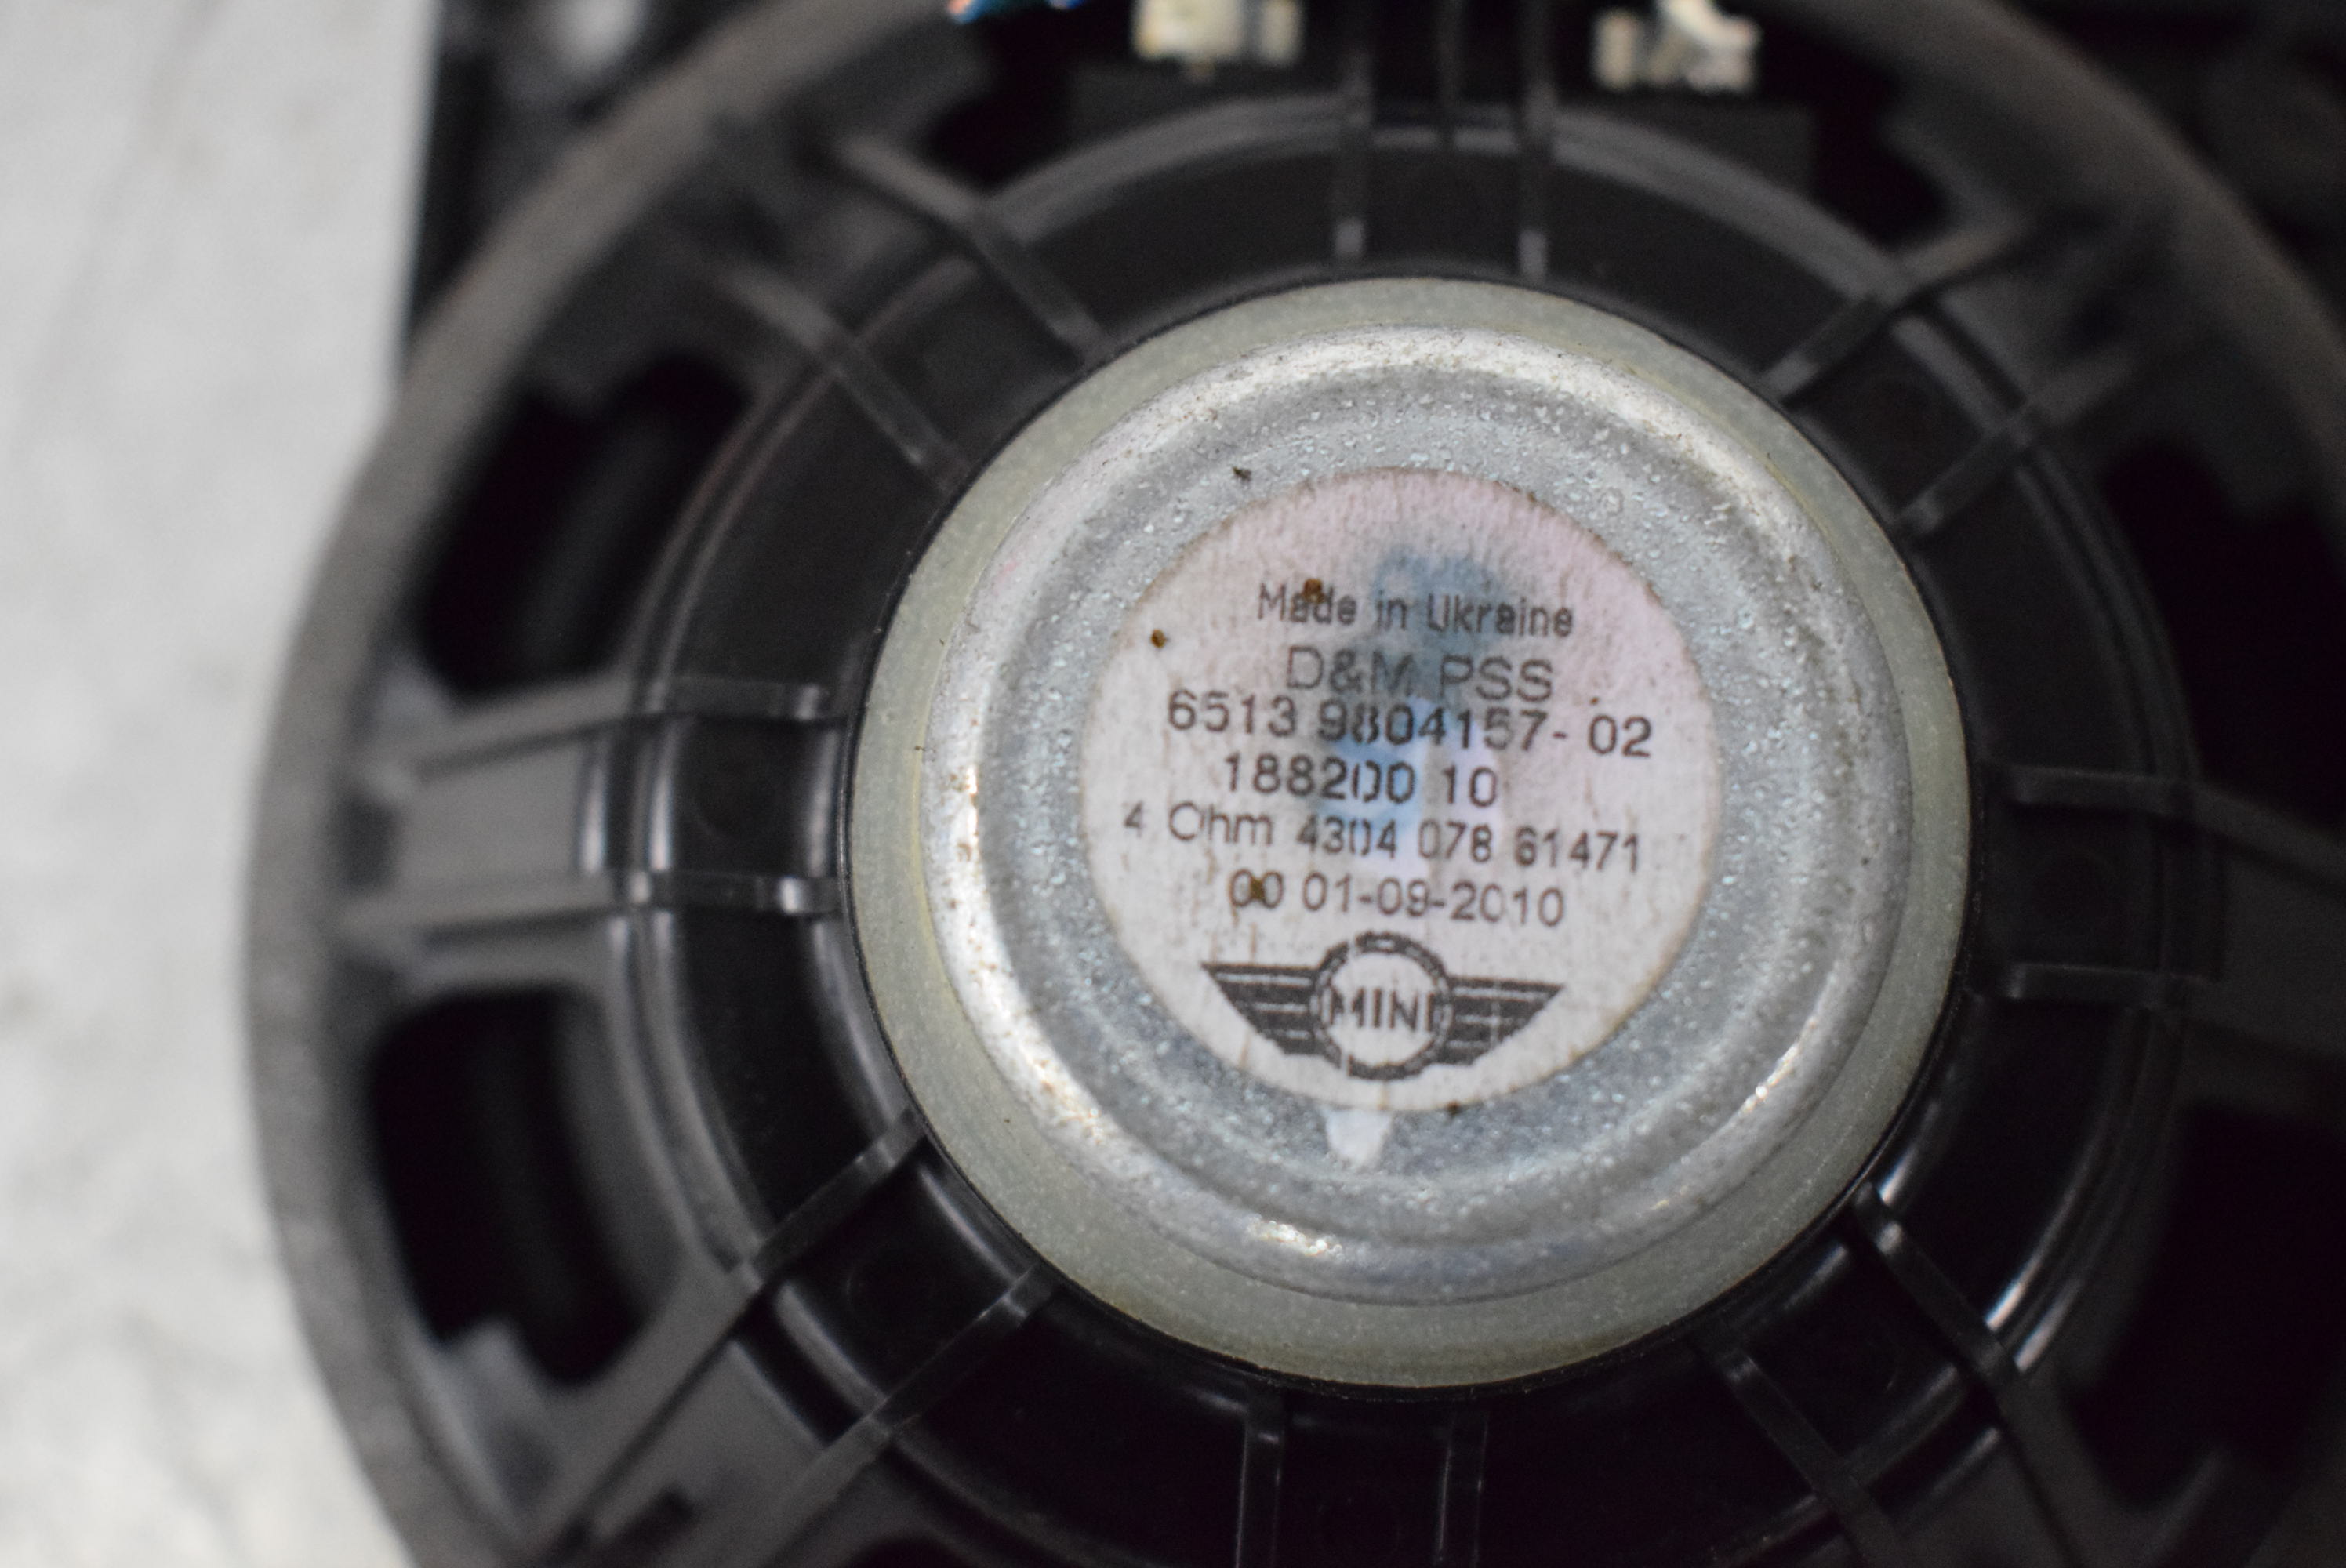 Made in Ukraine
D&M PSS
6513 9804157- 02
188200 10
4 Ohm 4304 078 61471
00 01-09-2010
MINI